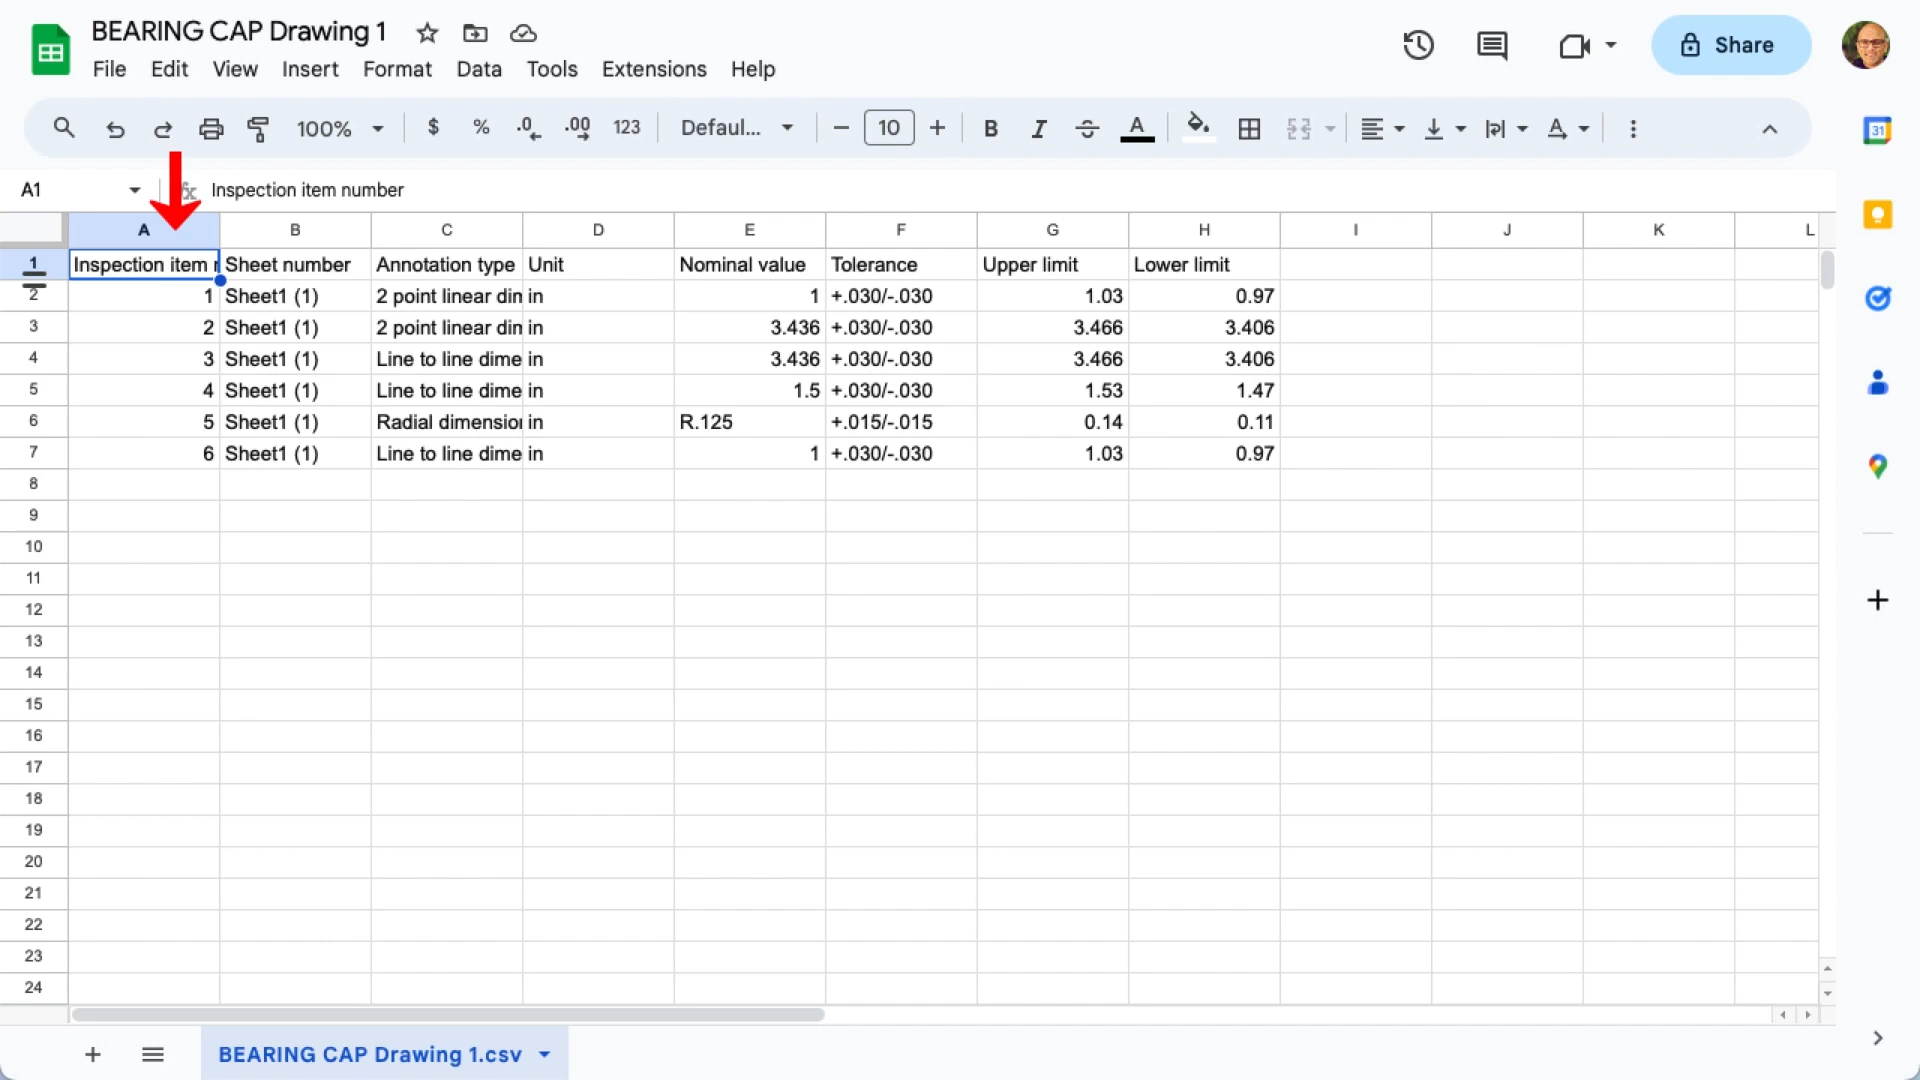 BEARING CAP Drawing 1
File Edit View Insert Format Data Tools Extensions Help
Share
100% $ % .0 .00 123 Defaul... 10 B I S A A
31
A1 fx Inspection item number
A B C D E F G H I J K L
1 Inspection item Sheet number Annotation type Unit Nominal value Tolerance Upper limit Lower limit
2 1 Sheet1 (1) 2 point linear dim in 1 +.030/-.030 1.03 0.97
3 2 Sheet1 (1) 2 point linear dim in 3.436 +.030/-.030 3.466 3.406
4 3 Sheet1 (1) Line to line dime in 3.436 +.030/-.030 3.466 3.406
5 4 Sheet1 (1) Line to line dime in 1.5 +.030/-.030 1.53 1.47
6 5 Sheet1 (1) Radial dimension in R.125 +.015/-.015 0.14 0.11
7 6 Sheet1 (1) Line to line dime in 1 +.030/-.030 1.03 0.97
8
9
10
11
12
13
14
15
16
17
18
19
20
21
22
23
24
BEARING CAP Drawing 1.csv